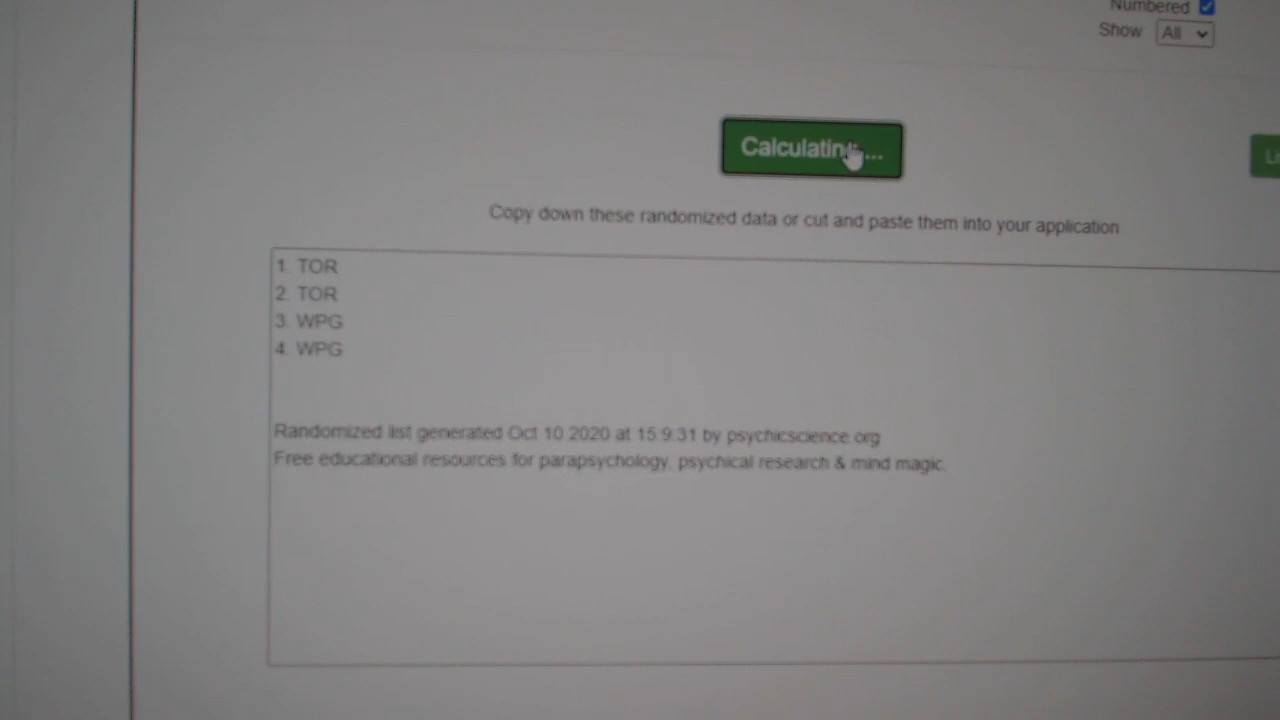 Numbered
Show All
Calculating...
Copy down these randomized data or cut and paste them into your application
1. TOR
2. TOR
3. WPG
4. WPG
Randomized list generated Oct 10 2020 at 15:9:31 by psychicscience.org
Free educational resources for parapsychology, psychical research & mind magic.